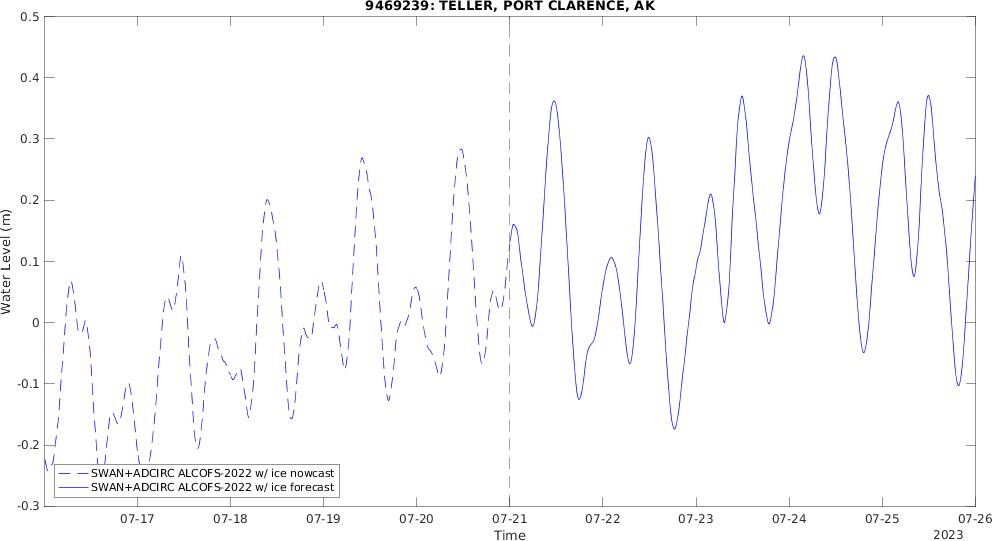 9469239: TELLER, PORT CLARENCE, AK
0.5
0.4
0.3
0.2
0.1
0
-0.1
-0.2
-0.3
Water Level (m)
SWAN+ADCIRC ALCOFS-2022 w/ ice nowcast
SWAN+ADCIRC ALCOFS-2022 w/ ice forecast
07-17 07-18 07-19 07-20 07-21 07-22 07-23 07-24 07-25 07-26
Time
2023